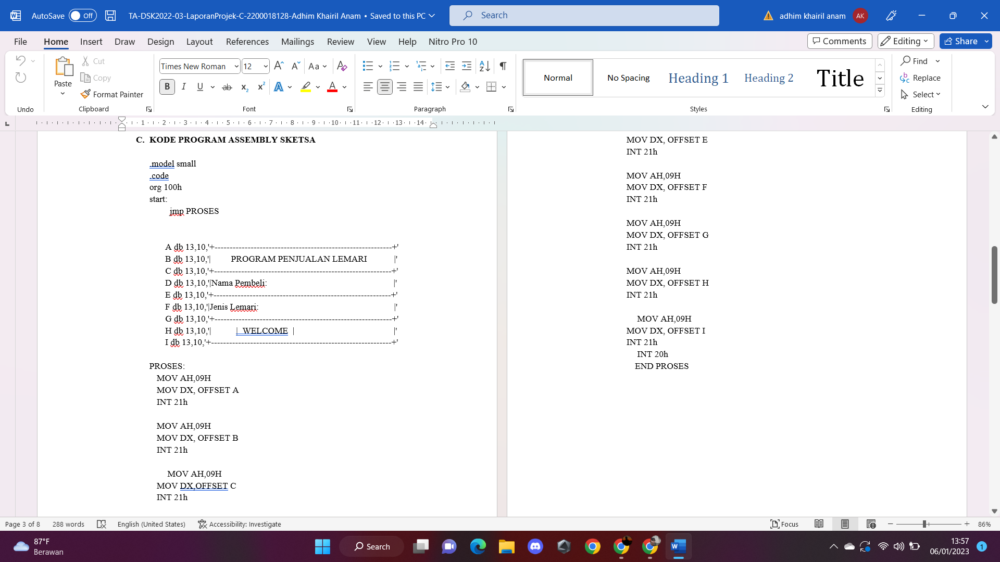 AutoSave Off TA-DSK2022-03-LaporanProjek-C-2200018128-Adhim Khairil Anam • Saved to this PC Search adhim khairil anam AK
File Home Insert Draw Design Layout References Mailings Review View Help Nitro Pro 10 Comments Editing Share
Paste
Cut
Copy
Format Painter
Times New Roman 12
Normal
No Spacing
Heading 1
Heading 2
Title
Find
Replace
Select
Undo Clipboard Font Paragraph Styles Editing
1 2 3 4 5 6 7 8 9 10 11 12 13 14
C. KODE PROGRAM ASSEMBLY SKETSA
.model small
.code
org 100h
start:
jmp PROSES
A db 13,10,'+-----------------------------------------------------------+'
B db 13,10,'| PROGRAM PENJUALAN LEMARI |'
C db 13,10,'+-----------------------------------------------------------+'
D db 13,10,'|Nama Pembeli: |'
E db 13,10,'+-----------------------------------------------------------+'
F db 13,10,'|Jenis Lemari: |'
G db 13,10,'+-----------------------------------------------------------+'
H db 13,10,'| | WELCOME | |'
I db 13,10,'+------------------------------------------------------------+'
PROSES:
MOV AH,09H
MOV DX, OFFSET A
INT 21h
MOV AH,09H
MOV DX, OFFSET B
INT 21h
MOV AH,09H
MOV DX,OFFSET C
INT 21h
MOV DX, OFFSET E
INT 21h
MOV AH,09H
MOV DX, OFFSET F
INT 21h
MOV AH,09H
MOV DX, OFFSET G
INT 21h
MOV AH,09H
MOV DX, OFFSET H
INT 21h
MOV AH,09H
MOV DX, OFFSET I
INT 21h
INT 20h
END PROSES
Page 3 of 8 288 words English (United States) Accessibility: Investigate Focus 86%
87°F
Berawan
Search
13:57
06/01/2023
1